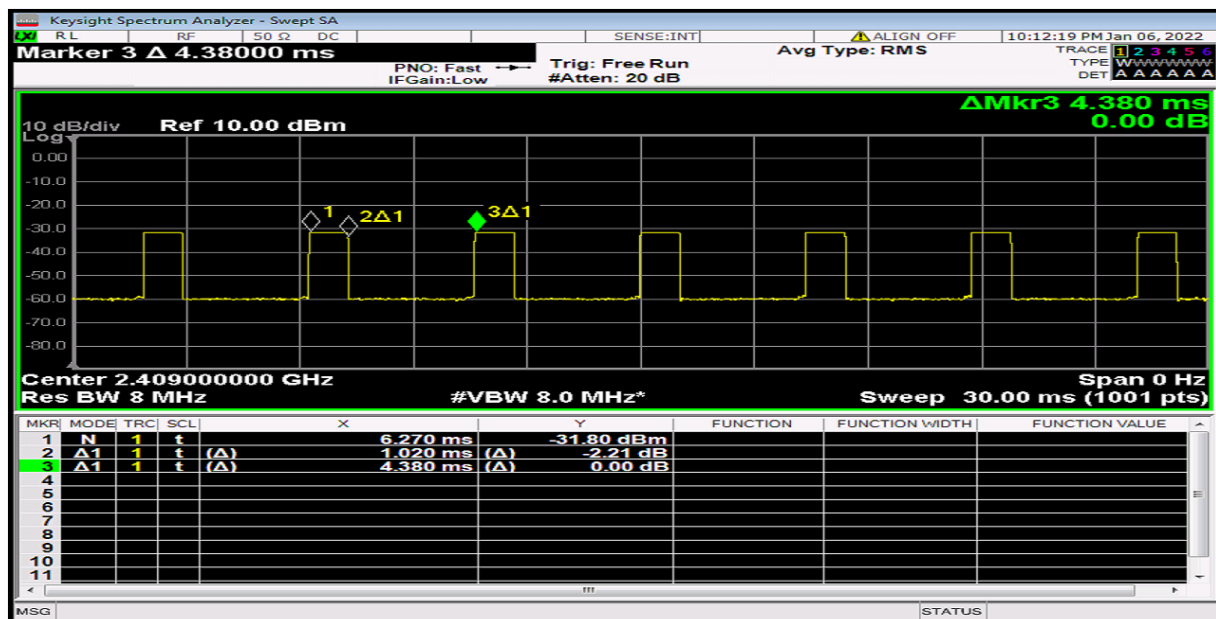 Keysight Spectrum Analyzer - Swept SA
LXI RL RF 50 Ω DC SENSE:INT ALIGN OFF 10:12:19 PM Jan 06, 2022
Marker 3 Δ 4.38000 ms
PNO: Fast
IFGain:Low
Trig: Free Run
#Atten: 20 dB
Avg Type: RMS
TRACE 1 2 3 4 5 6
TYPE WWWWWW
DET A A A A A A
ΔMkr3 4.380 ms
0.00 dB
10 dB/div Ref 10.00 dBm
Log
0.00
-10.0
-20.0
-30.0
-40.0
-50.0
-60.0
-70.0
-80.0
1
2Δ1
3Δ1
Center 2.409000000 GHz Span 0 Hz
Res BW 8 MHz #VBW 8.0 MHz* Sweep 30.00 ms (1001 pts)
MKR MODE TRC SCL X Y FUNCTION FUNCTION WIDTH FUNCTION VALUE
1 N 1 t 6.270 ms -31.80 dBm
2 Δ1 1 t (Δ) 1.020 ms (Δ) -2.21 dB
3 Δ1 1 t (Δ) 4.380 ms (Δ) 0.00 dB
4
5
6
7
8
9
10
11
MSG STATUS